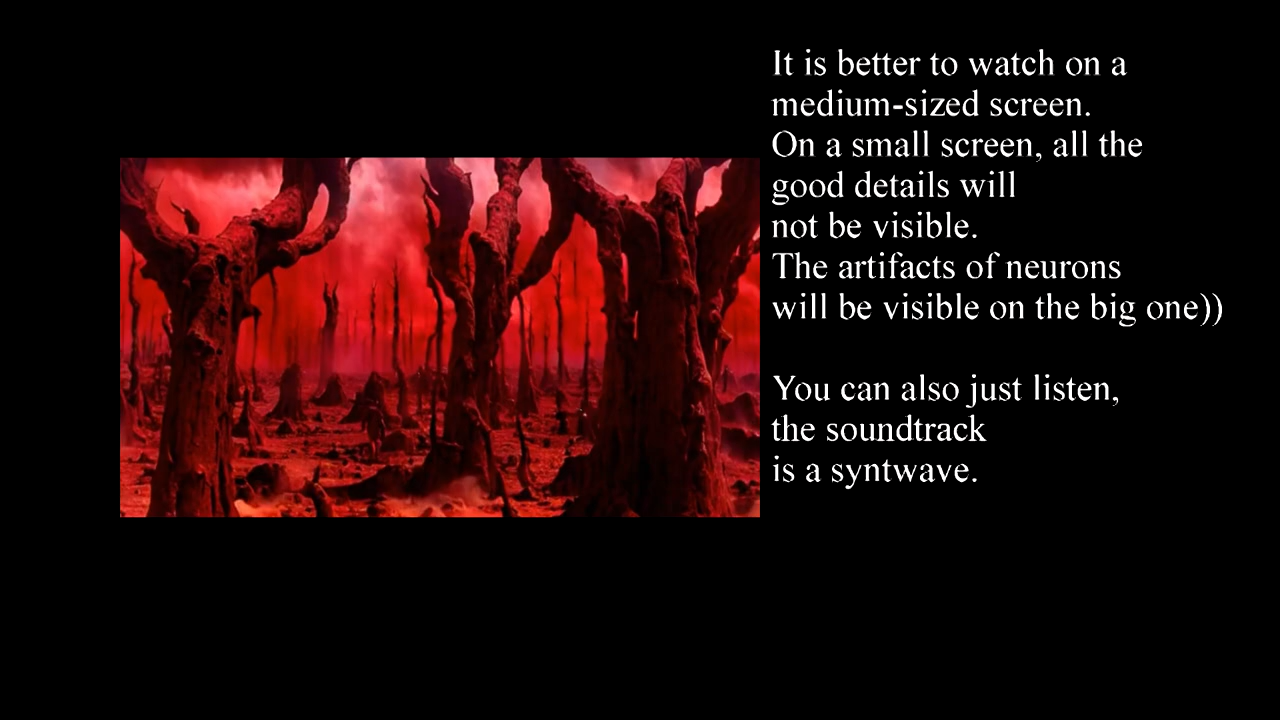 It is better to watch on a
medium-sized screen.
On a small screen, all the
good details will
not be visible.
The artifacts of neurons
will be visible on the big one))
You can also just listen,
the soundtrack
is a syntwave.